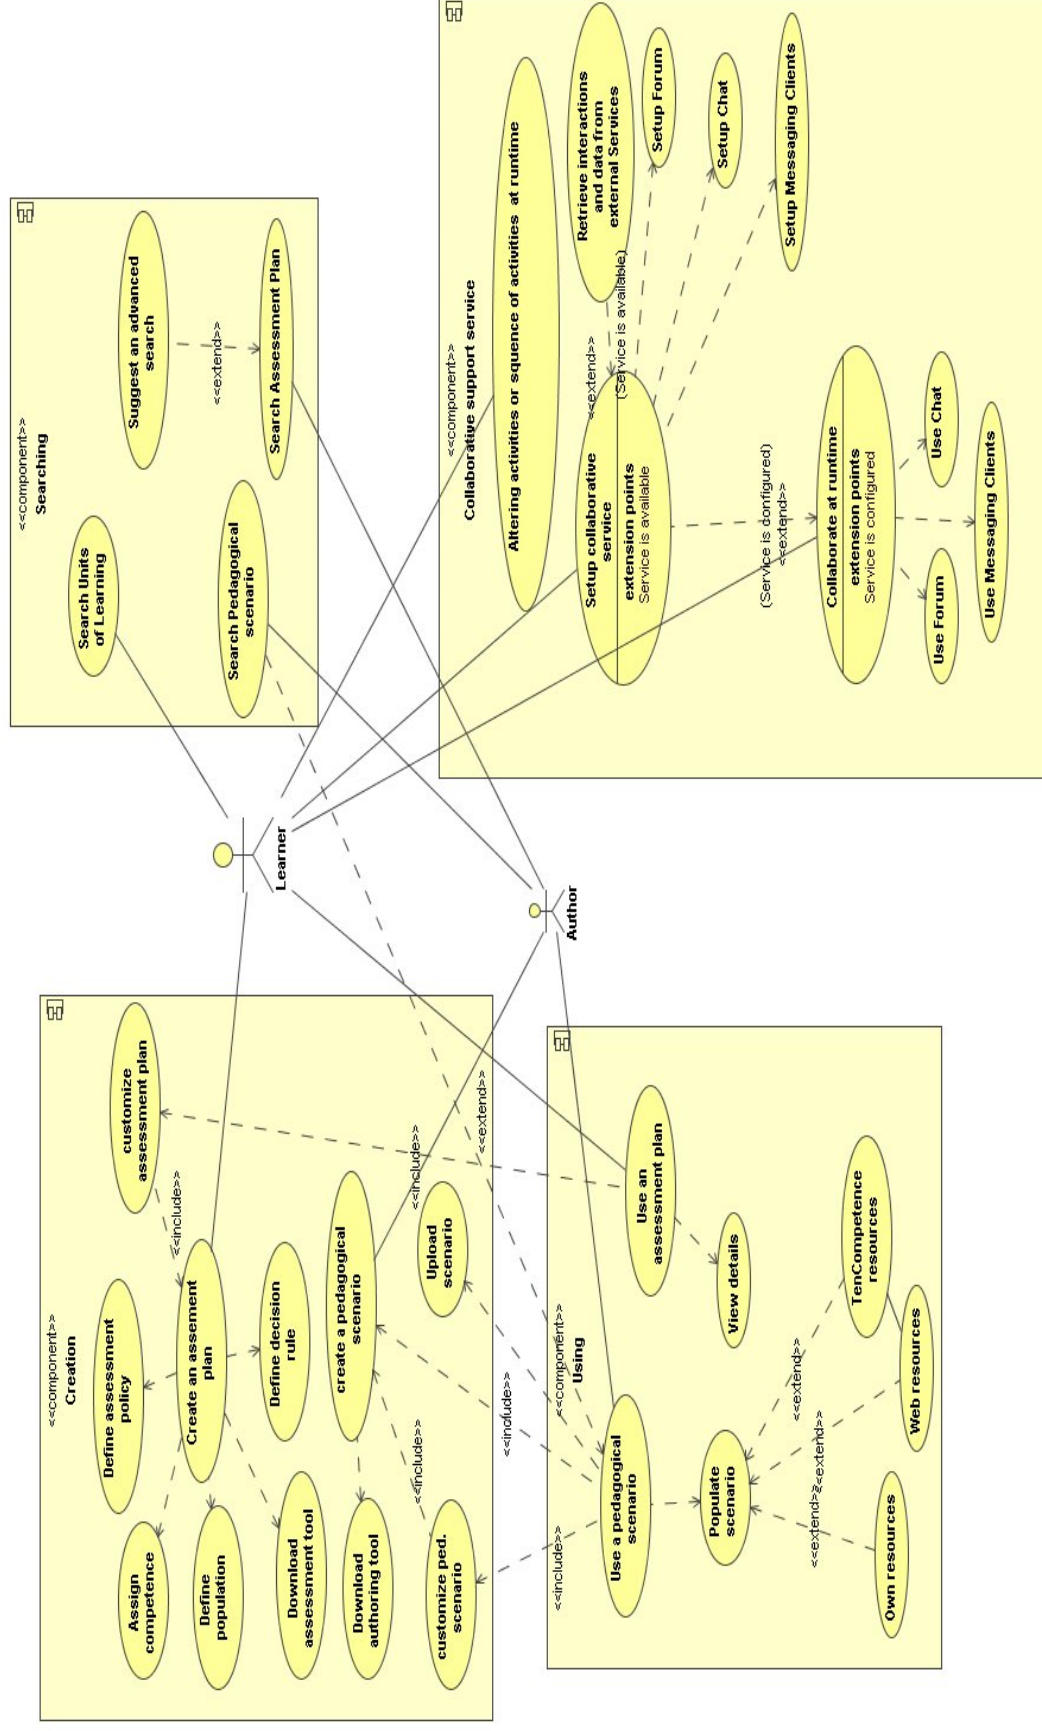 <<component>>
Creation
Assign
competence
Define assessment
policy
customize
assessment plan
Define
population
Create an assement
plan
<<include>>
Download
assessment tool
Define decision
rule
Download
authoring tool
create a pedagogical
scenario
customize ped.
scenario
<<include>>
Upload
scenario
<<include>>
<<extend>>
<<include>>
<<include>>
<<component>>
Using
Use a pedagogical
scenario
Use an
assessment plan
Populate
scenario
View details
<<extend>>
<<extend>>
<<extend>>
Own resources
Web resources
TenCompetence
resources
Learner
Author
<<component>>
Searching
Search Units
of Learning
Suggest an advanced
search
<<extend>>
Search Pedagogical
scenario
Search Assessment Plan
<<component>>
Collaborative support service
Altering activities or squence of activities at runtime
Retrieve interactions
and data from
external Services
<<extend>>
(Service is available)
Setup collaborative
service
extension points
Service is available
Setup Forum
Setup Chat
Setup Messaging Clients
(Service is configured)
<<extend>>
Collaborate at runtime
extension points
Service is configured
Use Forum
Use Chat
Use Messaging Clients